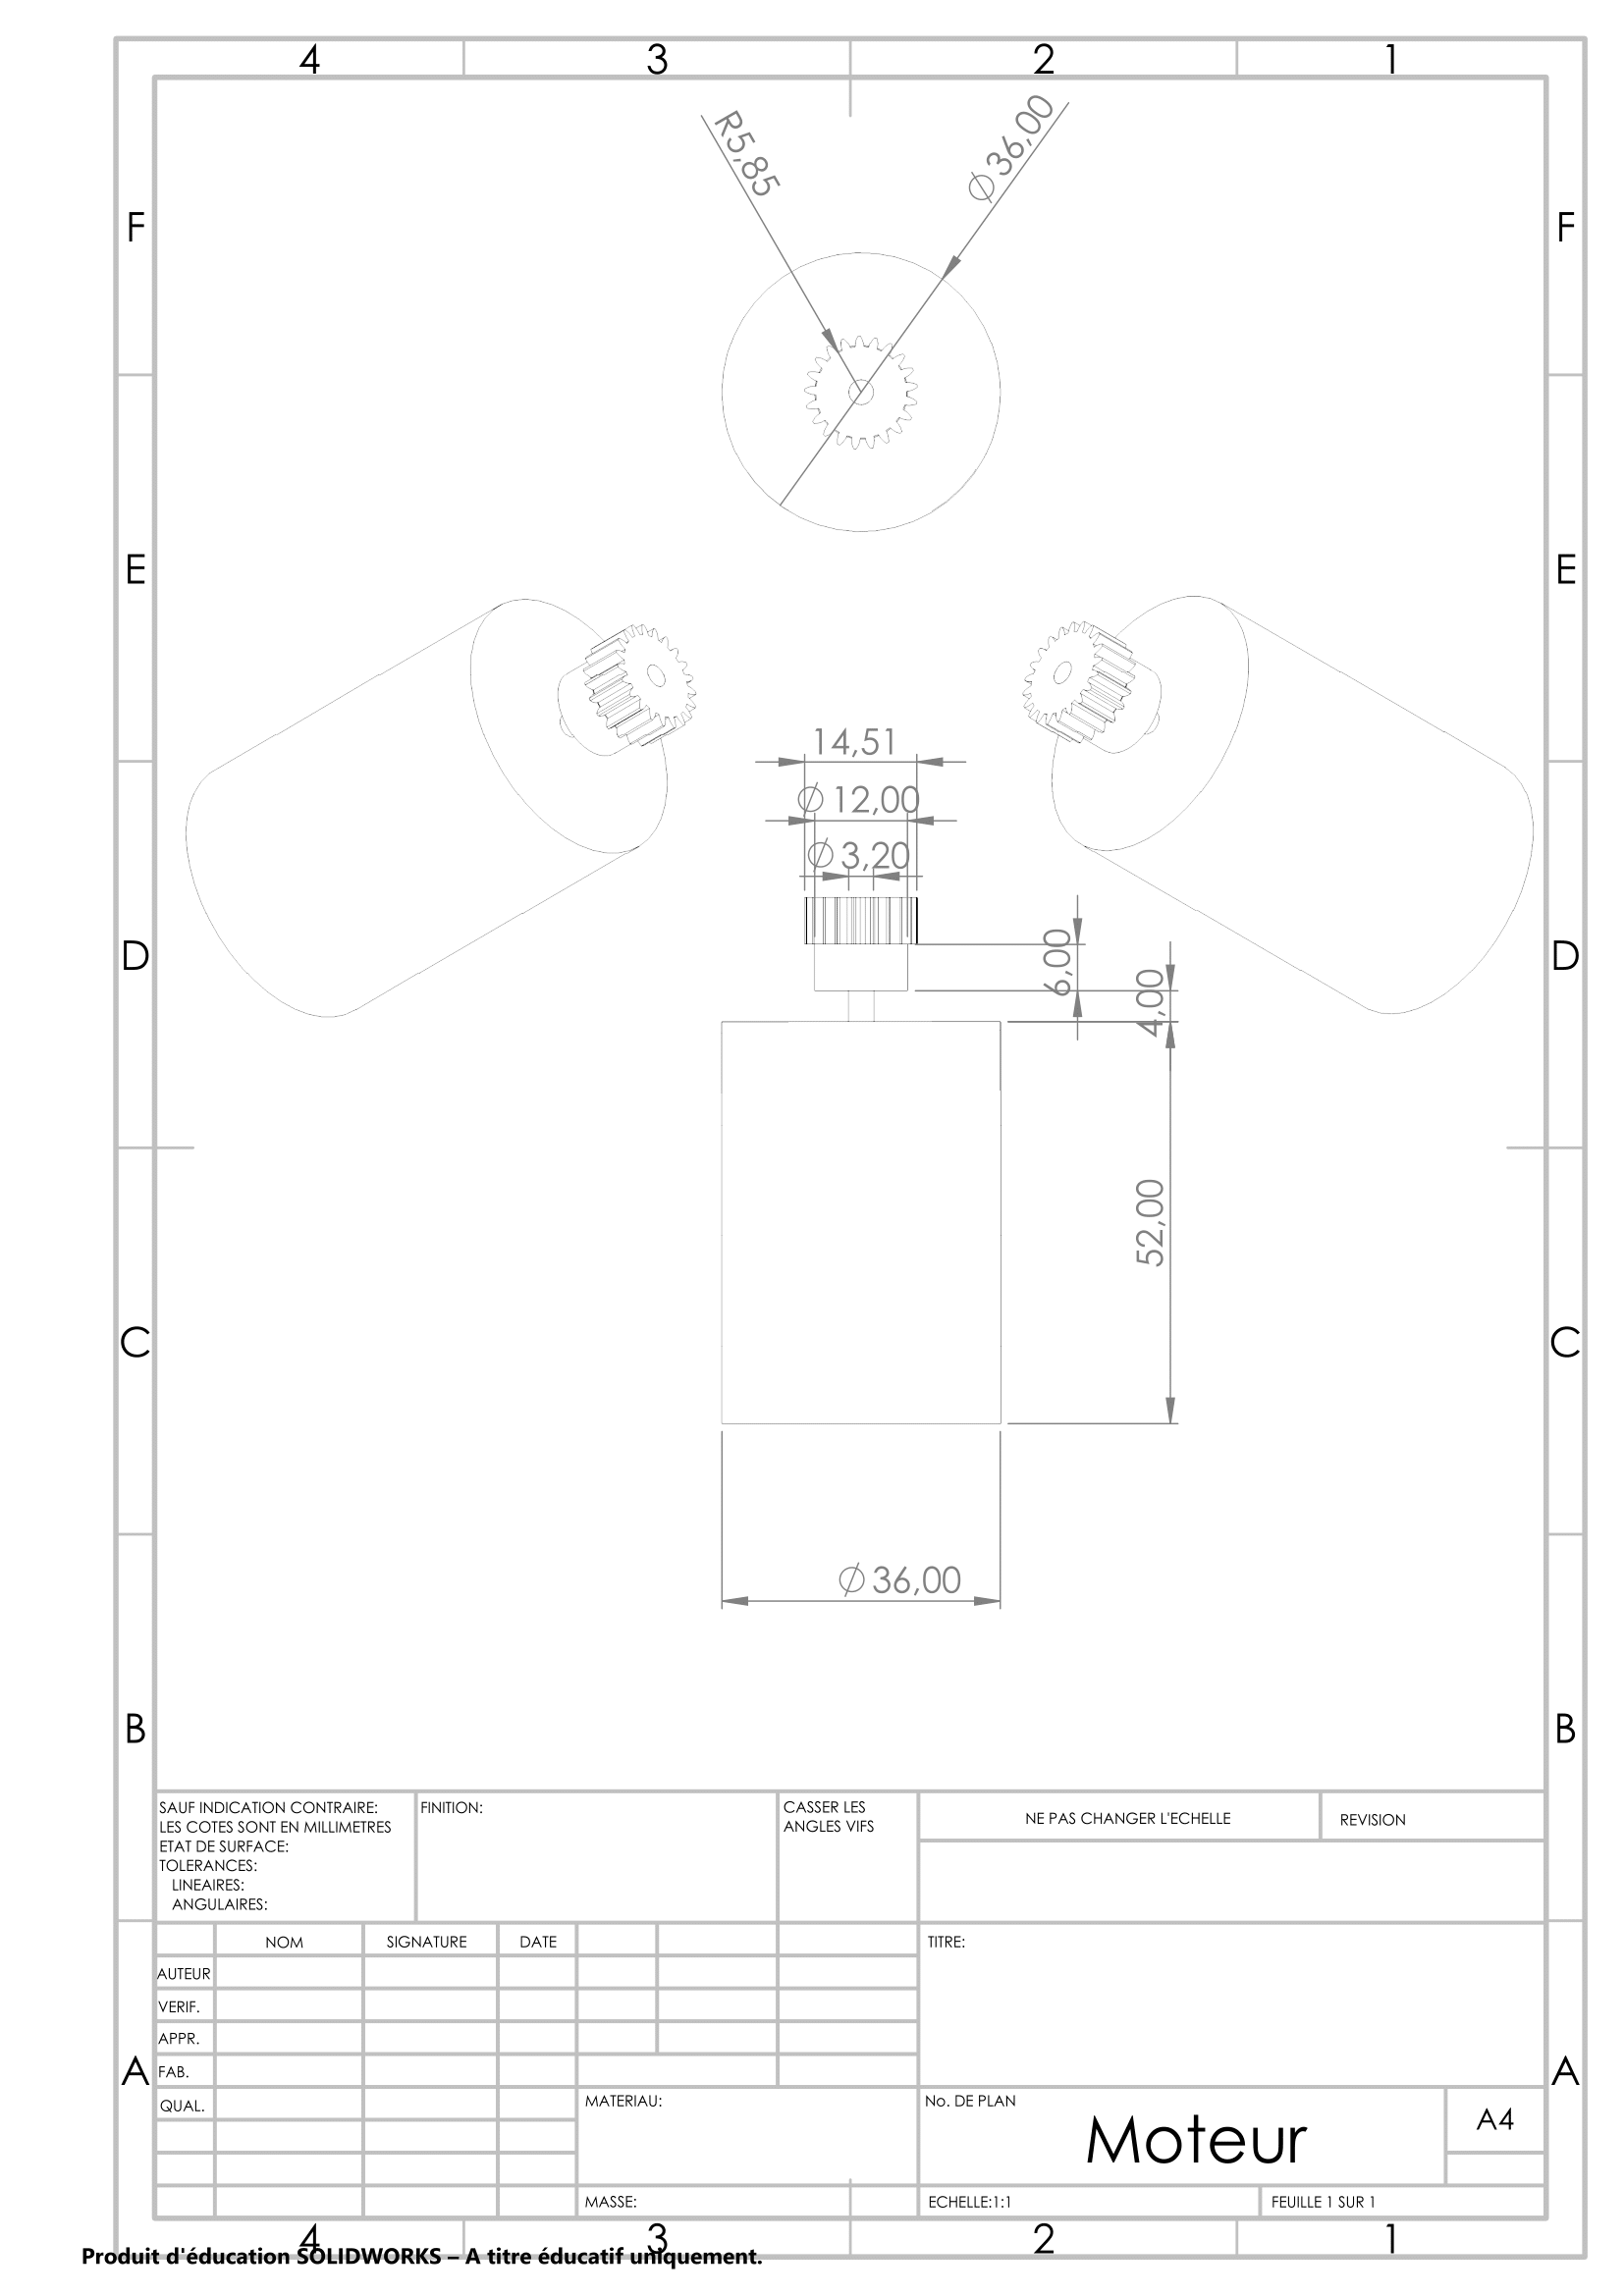 4 3 2 1
R5,85
⌀36,00
F F
E E
14,51
⌀12,00
⌀3,20
6,00
4,00
D D
52,00
C C
⌀36,00
B B
SAUF INDICATION CONTRAIRE:
LES COTES SONT EN MILLIMETRES
ETAT DE SURFACE:
TOLERANCES:
LINEAIRES:
ANGULAIRES:
FINITION:
CASSER LES
ANGLES VIFS
NE PAS CHANGER L'ECHELLE
REVISION
NOM SIGNATURE DATE
AUTEUR
VERIF.
APPR.
FAB.
QUAL.
TITRE:
A A
MATERIAU:
No. DE PLAN
Moteur
A4
MASSE:
ECHELLE:1:1
FEUILLE 1 SUR 1
4 3 2 1
Produit d'éducation SOLIDWORKS – A titre éducatif uniquement.